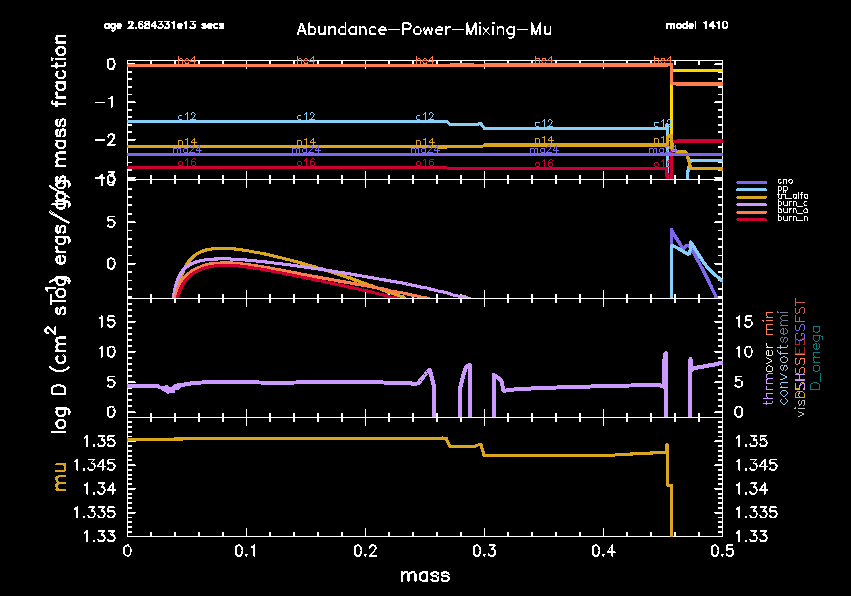 age 2.684331e13 secs
Abundance-Power-Mixing-Mu
model 1410
log mass fraction
0
-1
-2
-3
he4 he4 he4 he4 he4
c12 c12 c12 c12 c12
n14 n14 n14 n14 n14
mg24 mg24 mg24 mg24 mg24
o16 o16 o16 o16 o16
log ergs/g/s
10
5
0
cno
pp
tri_alfa
burn_c
burn_o
burn_n
log D (cm² s⁻¹)
15
10
5
0
15
10
5
0
thrm over min
conv soft semi
D_omega
mu
1.35
1.345
1.34
1.335
1.33
1.35
1.345
1.34
1.335
1.33
0 0.1 0.2 0.3 0.4 0.5
mass